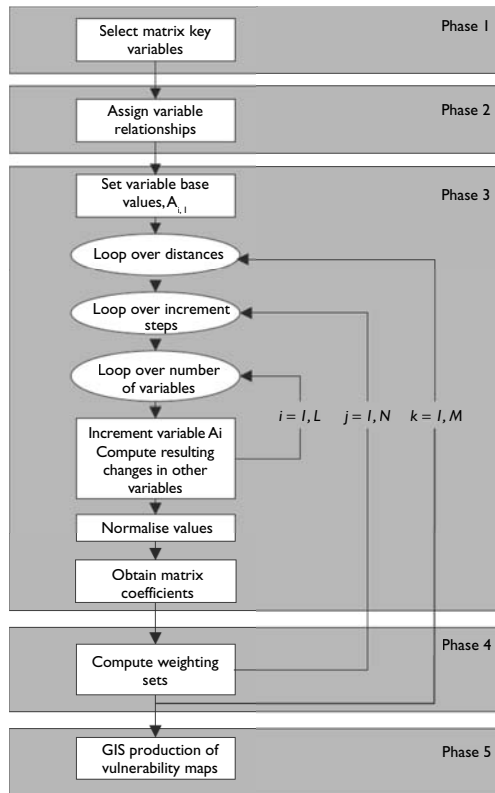 Phase 1
Select matrix key
variables
Phase 2
Assign variable
relationships
Phase 3
Set variable base
values, A i, 1
Loop over distances
Loop over increment
steps
Loop over number
of variables
i = 1, L
j = 1, N
k = 1, M
Increment variable Ai
Compute resulting
changes in other
variables
Normalise values
Obtain matrix
coefficients
Phase 4
Compute weighting
sets
Phase 5
GIS production of
vulnerability maps